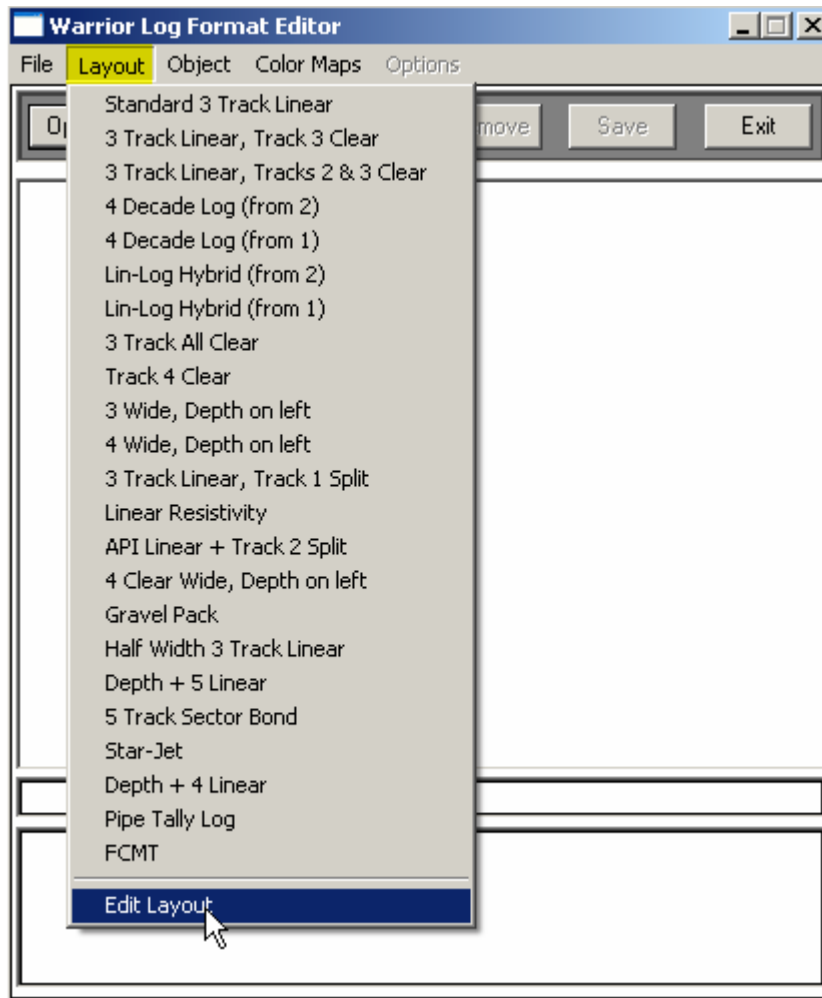 Warrior Log Format Editor
File Layout Object Color Maps Options
Save Exit
Standard 3 Track Linear
3 Track Linear, Track 3 Clear
3 Track Linear, Tracks 2 & 3 Clear
4 Decade Log (from 2)
4 Decade Log (from 1)
Lin-Log Hybrid (from 2)
Lin-Log Hybrid (from 1)
3 Track All Clear
Track 4 Clear
3 Wide, Depth on left
4 Wide, Depth on left
3 Track Linear, Track 1 Split
Linear Resistivity
API Linear + Track 2 Split
4 Clear Wide, Depth on left
Gravel Pack
Half Width 3 Track Linear
Depth + 5 Linear
5 Track Sector Bond
Star-Jet
Depth + 4 Linear
Pipe Tally Log
FCMT
Edit Layout